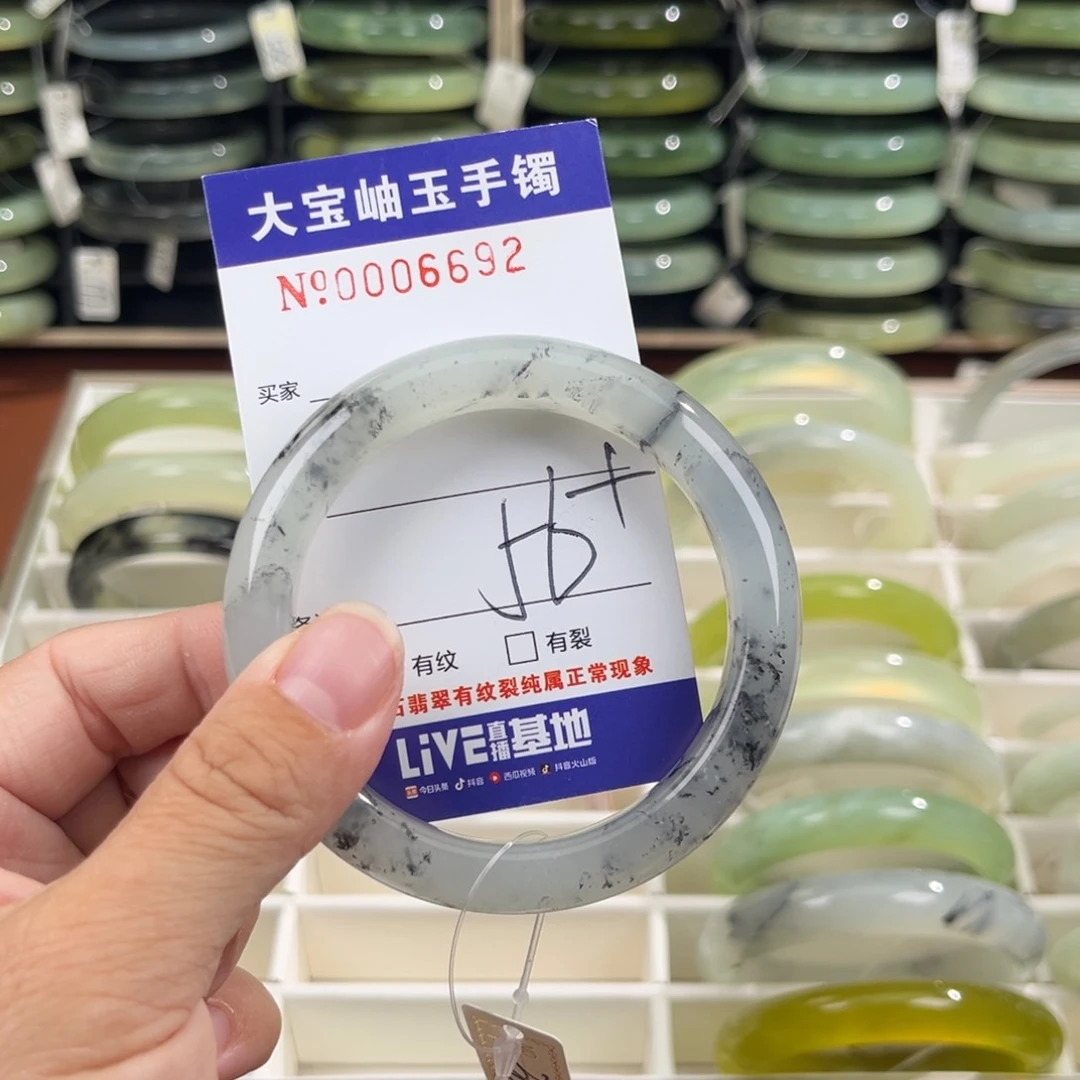 大宝岫玉手镯
Nº:0006692
买家
有纹 有裂
翡翠有纹裂纯属正常现象
LiVE直播基地
今日头条 抖音 西瓜视频 抖音火山版